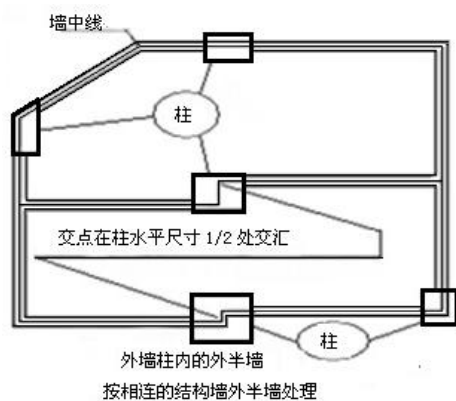 墙中线
柱
交点在柱水平尺寸1/2处交汇
柱
外墙柱内的外半墙
按相连的结构墙外半墙处理